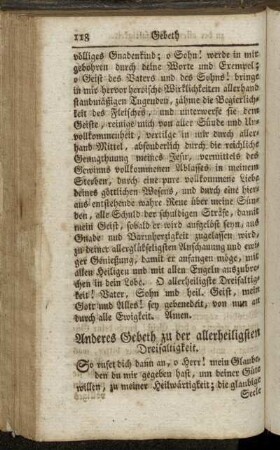 118 Gebeth
völliges Gnadenkind; o Sohn! werde in mir
gebohren durch deine Worte und Exempel;
o Geist des Vaters und des Sohns! bringe
in mir hervor heroische Wirklichkeiten allerhand
standmäßigen Tugenden, zähme die Begierlich-
keit des Fleisches, und unterwerfe sie dem
Geiste, reinige mich von aller Sünde und Un-
vollkommenheit, vertilge in mir durch aller-
hand Mittel, absonderlich durch die reichliche
Genugthuung meines Jesu, vermittels des
Gewinns vollkommenen Ablasses in meinem
Sterben, durch eine pure vollkommene Liebe
deines göttlichen Wesens, und durch eine hier-
aus entstehende wahre Reue über meine Sün-
den, alle Schuld der schuldigen Strafe, damit
mein Geist, sobald er wird aufgelöst seyn, aus
Gnade und Barmherzigkeit zugelassen werde
zu deiner allerglückseligsten Anschauung und ewi-
ger Genießung, damit er anfangen möge, mit
allen Heiligen und mit allen Engeln auszubre-
chen in dein Lobe. O allerheiligste Dreifaltig-
keit! Vater, Sohn und heil. Geist, mein
Gott und Alles! sey gebenedeit, von nun an
durch alle Ewigkeit. Amen.
Anderes Gebeth zu der allerheiligsten
Dreifaltigkeit.
So rufet dich dann an, o Herr! mein Glaube,
den du mir gegeben hast, um deiner Güte
willen, zu meiner Heilwärtigkeit; die glaubige
Seele